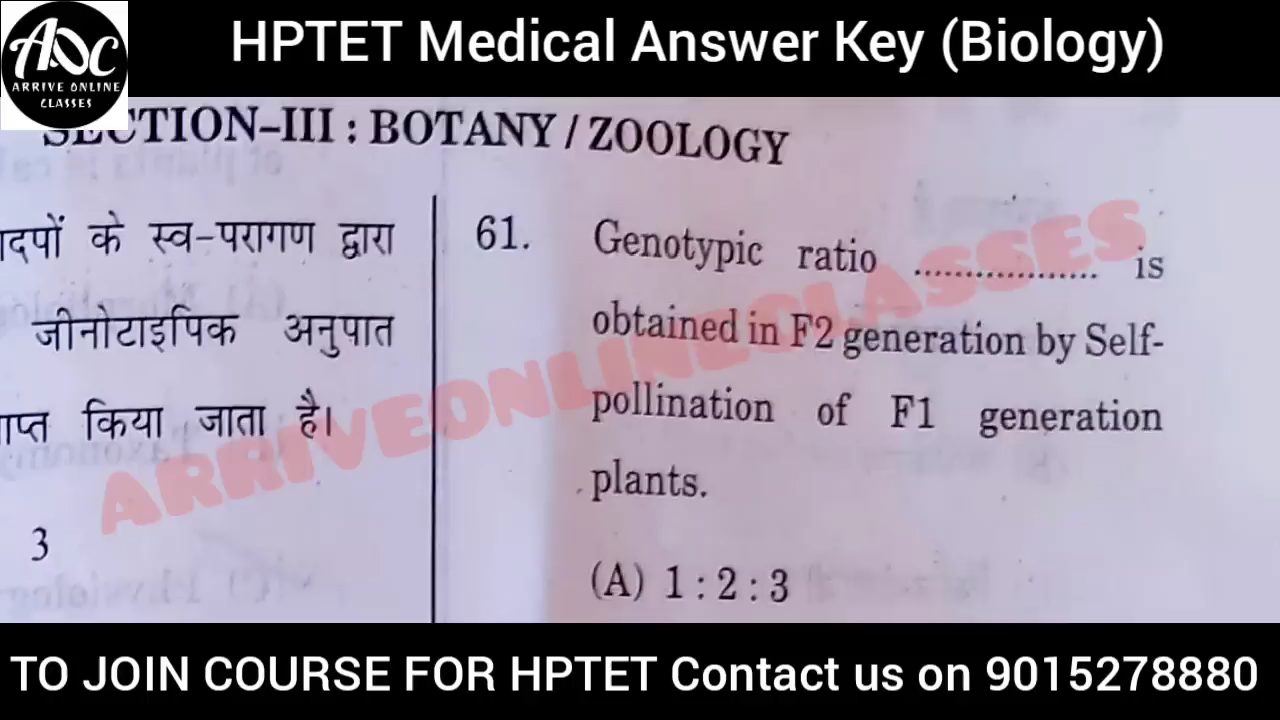 HPTET Medical Answer Key (Biology)
AOC
ARRIVE ONLINE
CLASSES
SECTION–III : BOTANY / ZOOLOGY
के स्व-परागण द्वारा
जीनोटाइपिक अनुपात
किया जाता है।
3
61. Genotypic ratio .................. is
obtained in F2 generation by Self-
pollination of F1 generation
plants.
(A) 1 : 2 : 3
ARRIVEONLINECLASSES
TO JOIN COURSE FOR HPTET Contact us on 9015278880